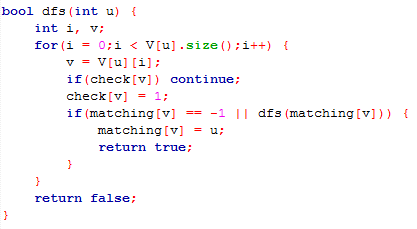 bool dfs(int u) {
    int i, v;
    for(i = 0;i < V[u].size();i++) {
        v = V[u][i];
        if(check[v]) continue;
        check[v] = 1;
        if(matching[v] == -1 || dfs(matching[v])) {
            matching[v] = u;
            return true;
        }
    }
    return false;
}